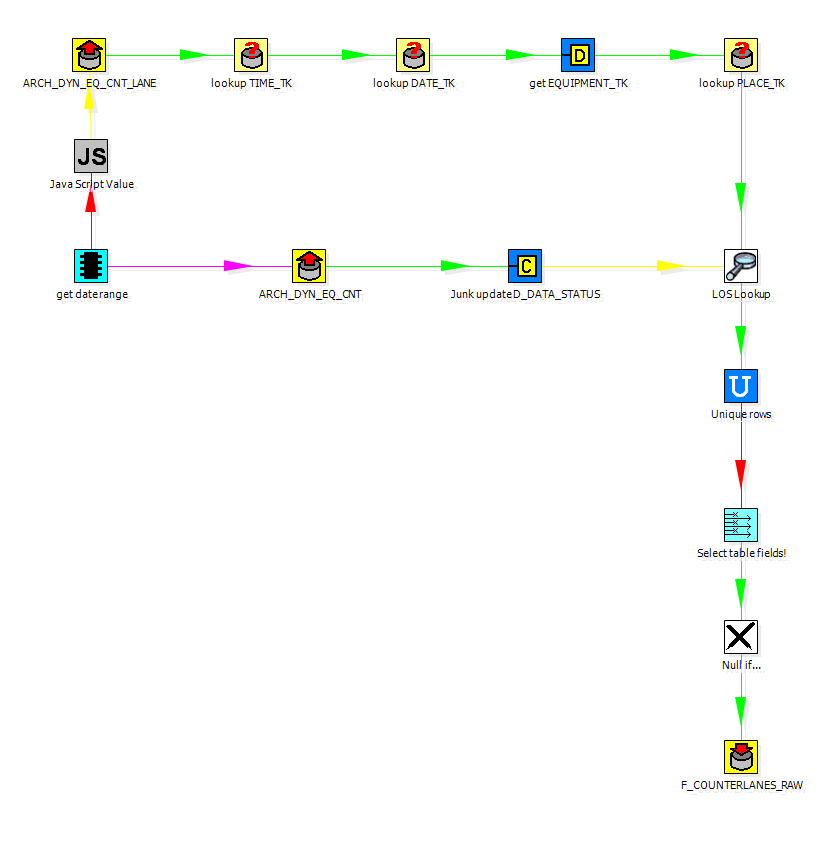 ARCH_DYN_EQ_CNT_LANE
lookup TIME_TK
lookup DATE_TK
D
get EQUIPMENT_TK
lookup PLACE_TK
JS
Java Script Value
get daterange
ARCH_DYN_EQ_CNT
C
Junk update D_DATA_STATUS
LOS Lookup
U
Unique rows
Select table fields!
Null if...
F_COUNTERLANES_RAW